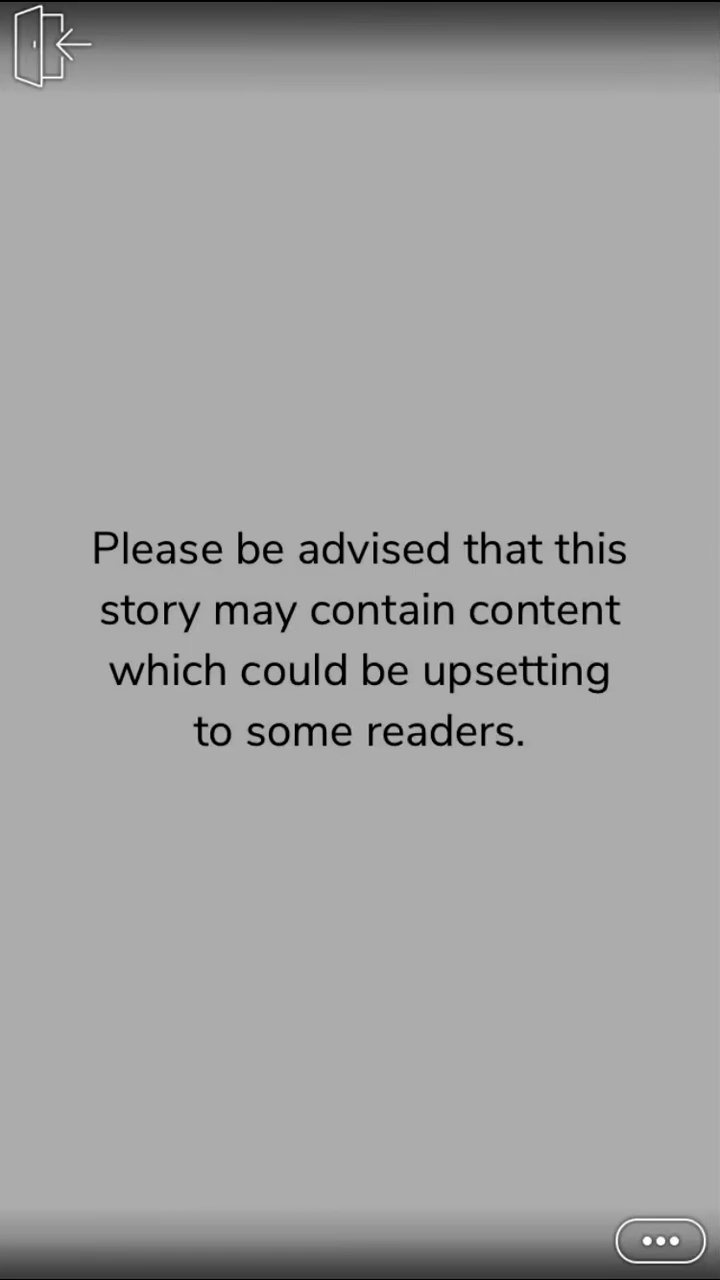 Please be advised that this
story may contain content
which could be upsetting
to some readers.